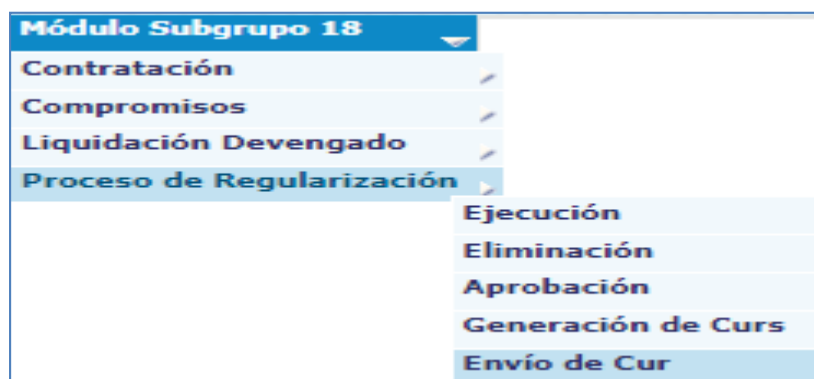 Módulo Subgrupo 18
Contratación
Compromisos
Liquidación Devengado
Proceso de Regularización
Ejecución
Eliminación
Aprobación
Generación de Curs
Envío de Cur